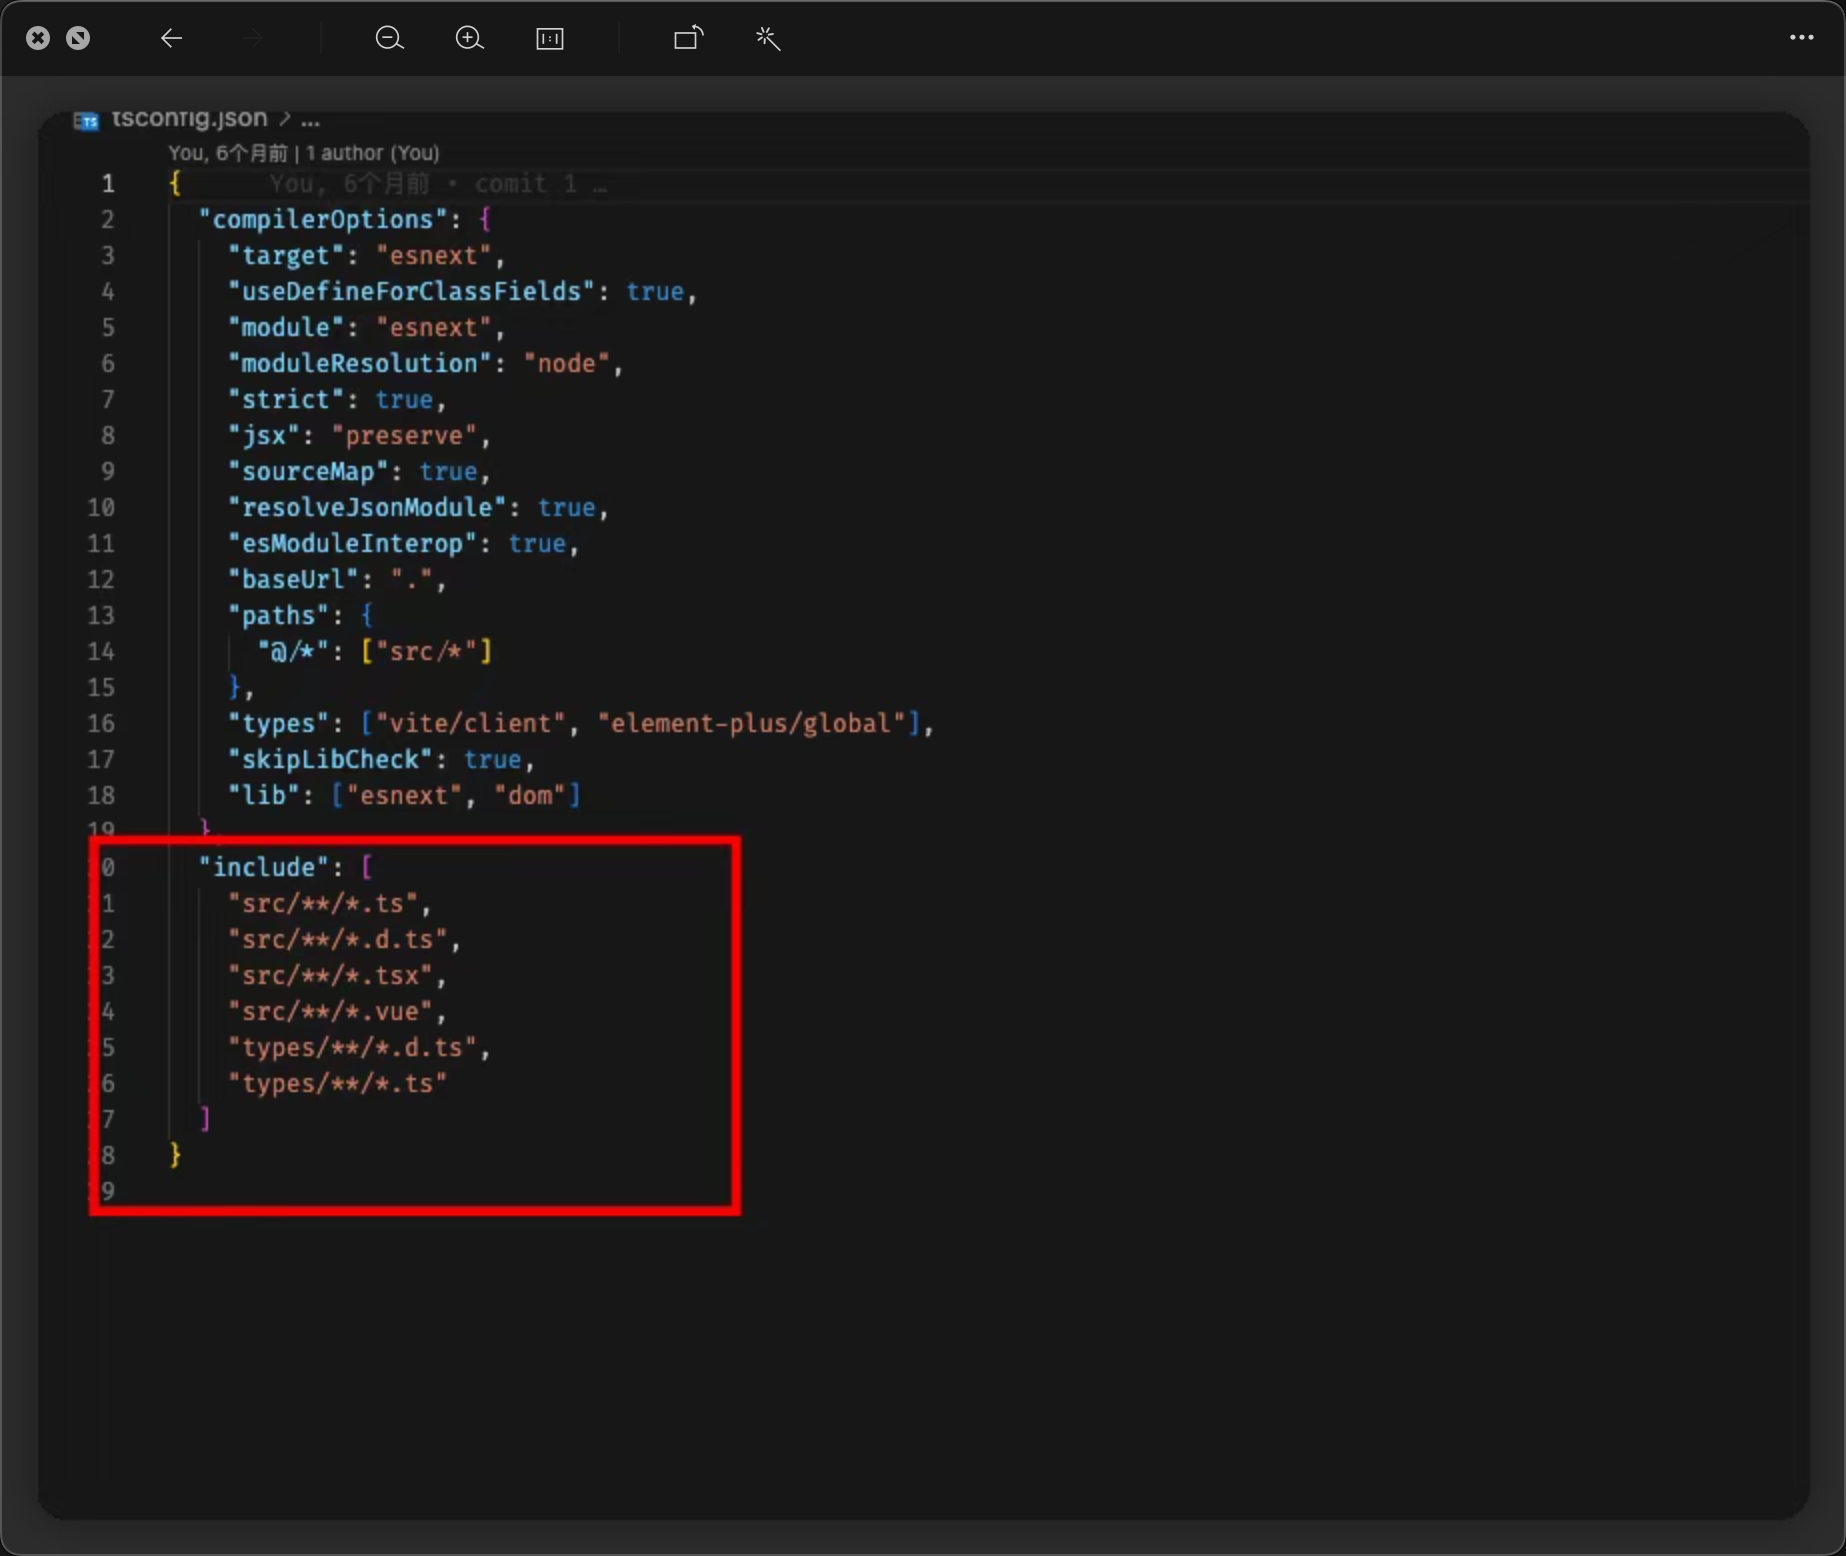 tsconfig.json > ...
You, 6个月前 | 1 author (You)
1 { You, 6个月前 • comit 1 …
2 "compilerOptions": {
3 "target": "esnext",
4 "useDefineForClassFields": true,
5 "module": "esnext",
6 "moduleResolution": "node",
7 "strict": true,
8 "jsx": "preserve",
9 "sourceMap": true,
10 "resolveJsonModule": true,
11 "esModuleInterop": true,
12 "baseUrl": ".",
13 "paths": {
14 "@/*": ["src/*"]
15 },
16 "types": ["vite/client", "element-plus/global"],
17 "skipLibCheck": true,
18 "lib": ["esnext", "dom"]
19 },
0 "include": [
1 "src/**/*.ts",
2 "src/**/*.d.ts",
3 "src/**/*.tsx",
4 "src/**/*.vue",
5 "types/**/*.d.ts",
6 "types/**/*.ts"
7 ]
8 }
9